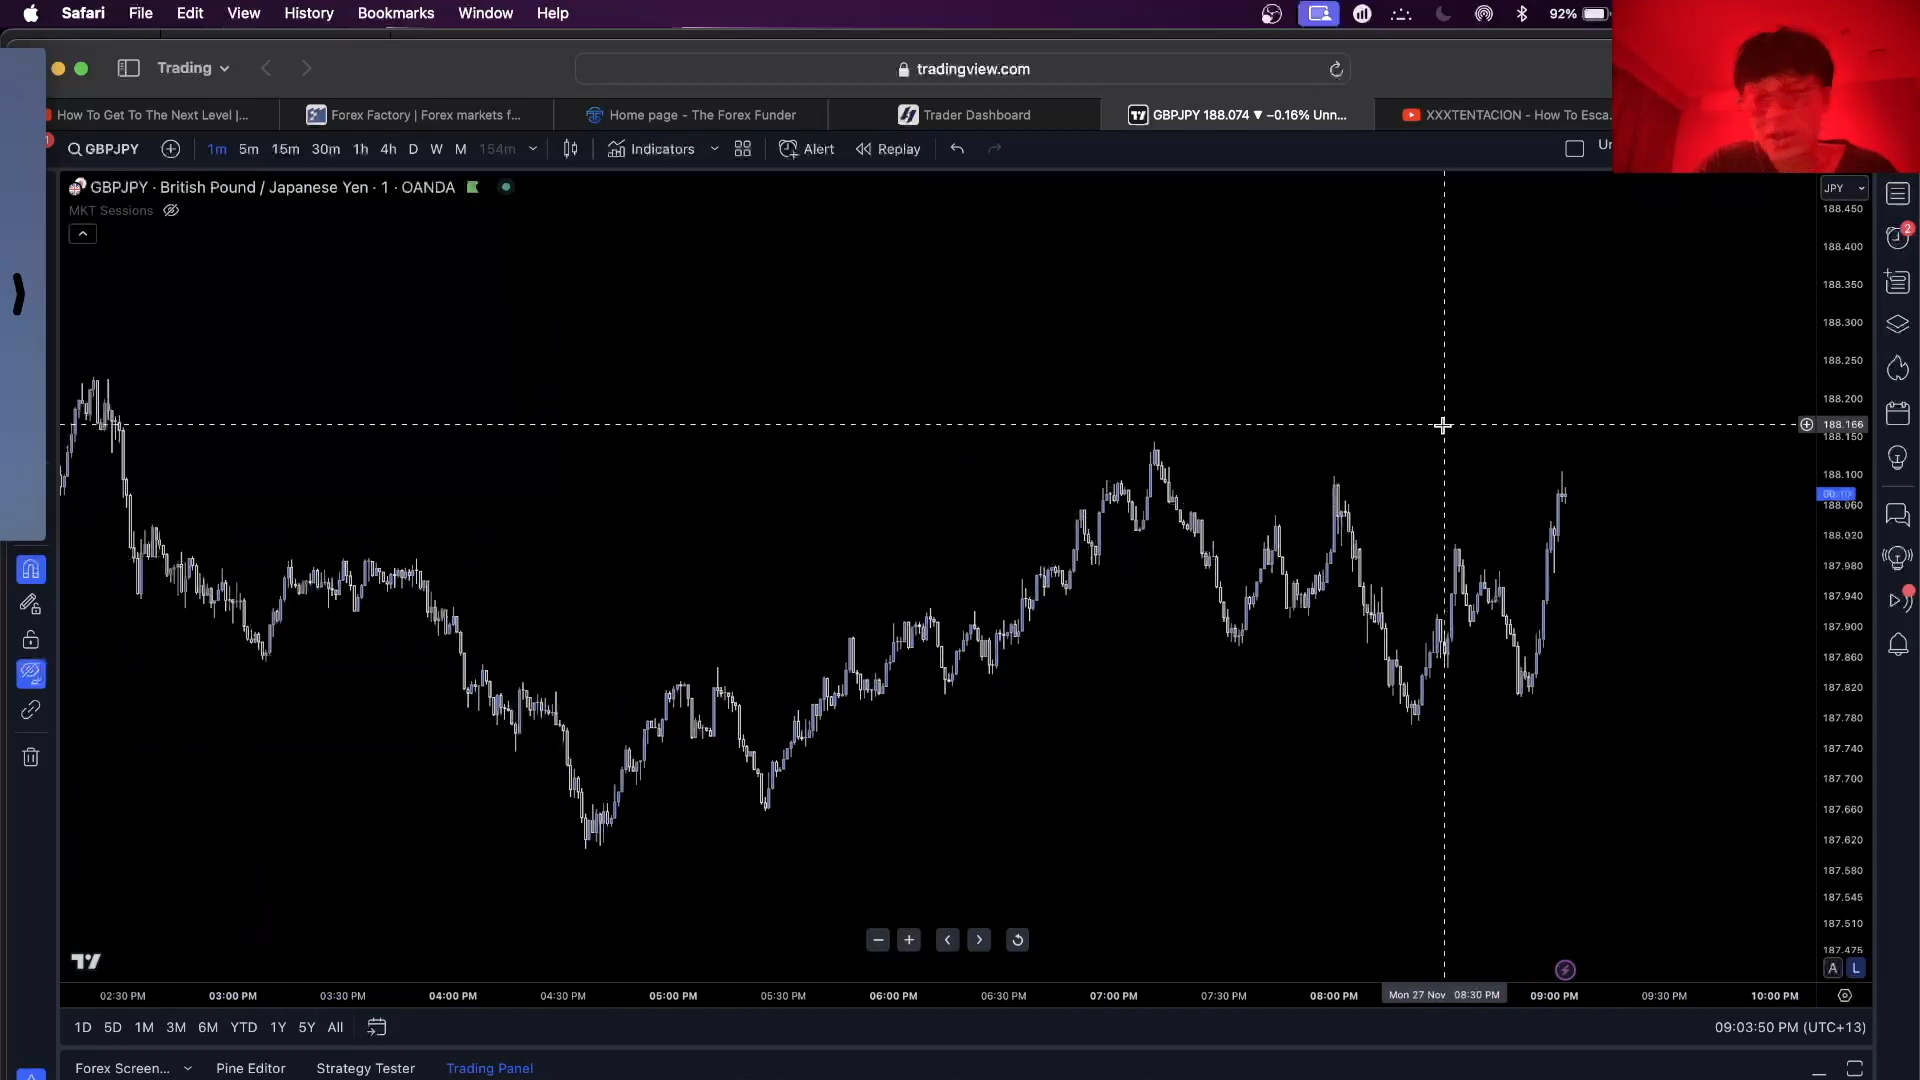 Safari File Edit View History Bookmarks Window Help 92%
Trading tradingview.com
How To Get To The Next Level |... Forex Factory | Forex markets f... Home page - The Forex Funder Trader Dashboard GBPJPY 188.074 ▼ −0.16% Unn... XXXTENTACION - How To Esca...
1 GBPJPY 1m 5m 15m 30m 1h 4h D W M 154m Indicators Alert Replay
GBPJPY · British Pound / Japanese Yen · 1 · OANDA JPY
MKT Sessions
188.450
2
188.400
188.350
188.300
188.250
188.200
188.166
188.150
188.100
188.060
188.020
187.980
187.940
187.900
187.860
187.820
187.780
187.740
187.700
187.660
187.620
187.580
187.545
187.510
187.475
A L
02:30 PM 03:00 PM 03:30 PM 04:00 PM 04:30 PM 05:00 PM 05:30 PM 06:00 PM 06:30 PM 07:00 PM 07:30 PM 08:00 PM Mon 27 Nov 08:30 PM 09:00 PM 09:30 PM 10:00 PM
1D 5D 1M 3M 6M YTD 1Y 5Y All 09:03:50 PM (UTC+13)
Forex Screen... Pine Editor Strategy Tester Trading Panel